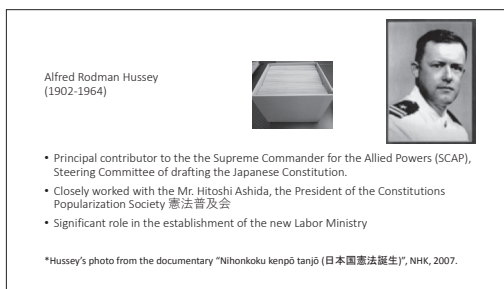 Alfred Rodman Hussey
(1902-1964)
• Principal contributor to the the Supreme Commander for the Allied Powers (SCAP),
Steering Committee of drafting the Japanese Constitution.
• Closely worked with the Mr. Hitoshi Ashida, the President of the Constitutions
Popularization Society 憲法普及会
• Significant role in the establishment of the new Labor Ministry
*Hussey's photo from the documentary “Nihonkoku kenpō tanjō (日本国憲法誕生)”, NHK, 2007.